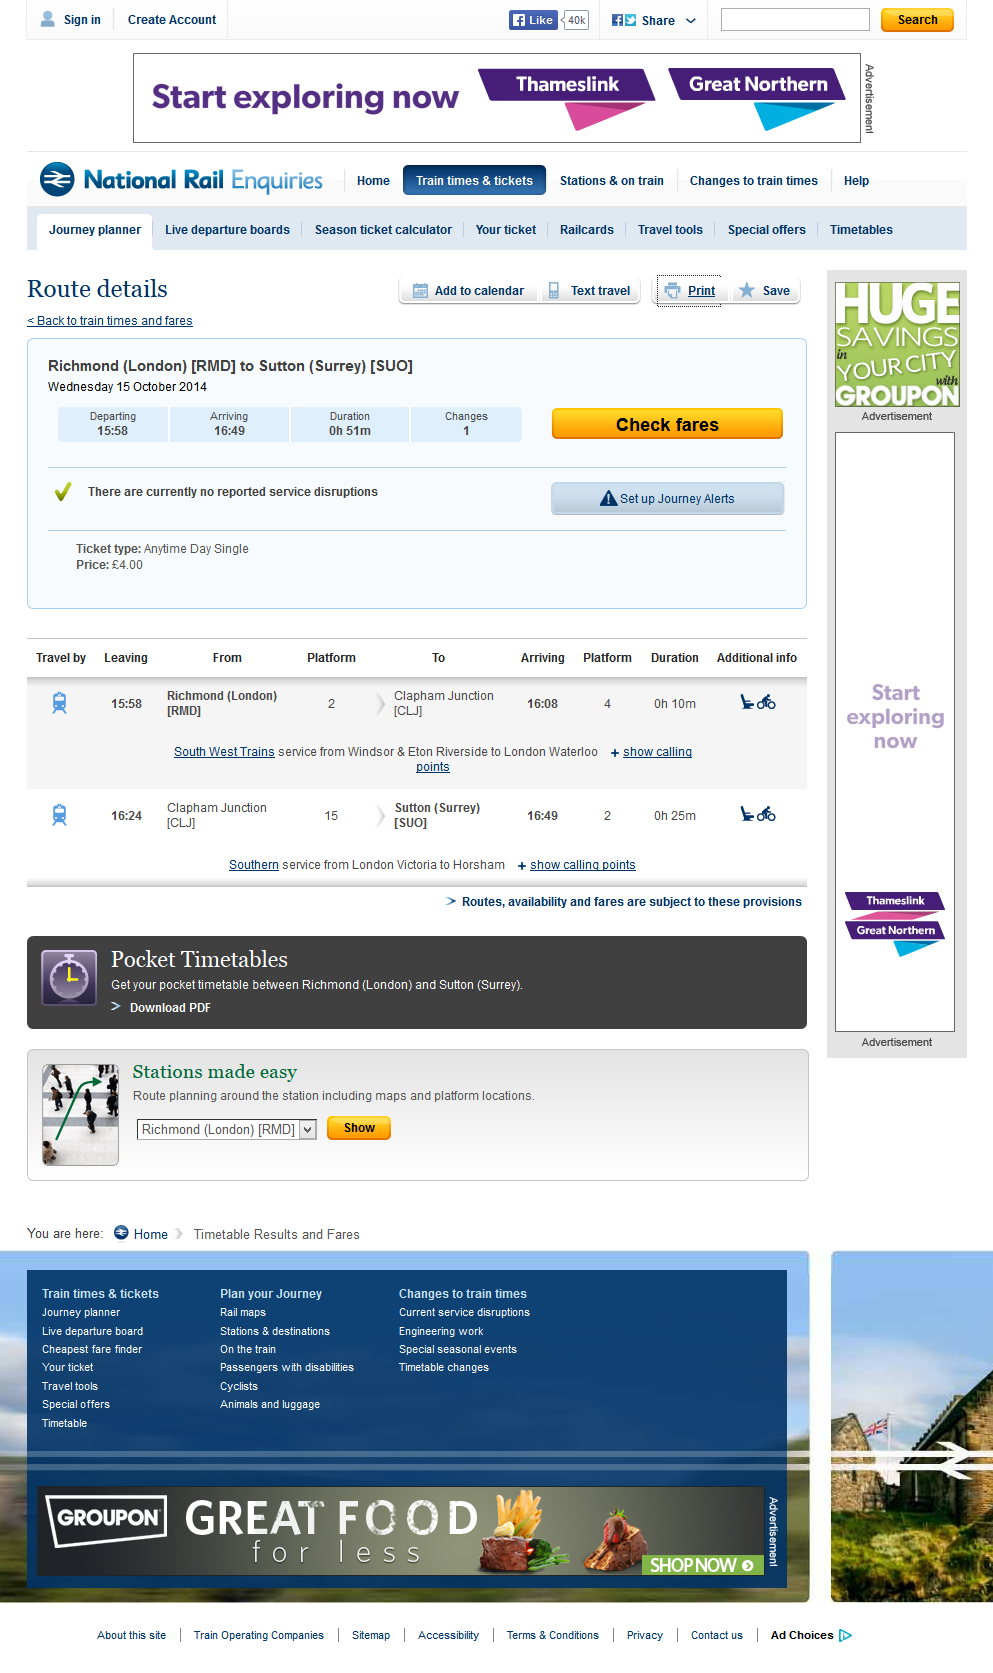 Sign in Create Account Like 40k Share Search
Start exploring now Thameslink Great Northern
Advertisement
National Rail Enquiries Home Train times & tickets Stations & on train Changes to train times Help
Journey planner Live departure boards Season ticket calculator Your ticket Railcards Travel tools Special offers Timetables
Route details Add to calendar Text travel Print Save
< Back to train times and fares
Richmond (London) [RMD] to Sutton (Surrey) [SUO]
Wednesday 15 October 2014
Departing Arriving Duration Changes
15:58 16:49 0h 51m 1
Check fares
There are currently no reported service disruptions
Set up Journey Alerts
Ticket type: Anytime Day Single
Price: £4.00
HUGE
SAVINGS
in
YOUR CITY
with
GROUPON
Advertisement
Travel by Leaving From Platform To Arriving Platform Duration Additional info
15:58 Richmond (London) [RMD] 2 Clapham Junction [CLJ] 16:08 4 0h 10m
South West Trains service from Windsor & Eton Riverside to London Waterloo + show calling
points
16:24 Clapham Junction [CLJ] 15 Sutton (Surrey) [SUO] 16:49 2 0h 25m
Southern service from London Victoria to Horsham + show calling points
Routes, availability and fares are subject to these provisions
Start
exploring
now
Thameslink
Great Northern
Advertisement
Pocket Timetables
Get your pocket timetable between Richmond (London) and Sutton (Surrey).
Download PDF
Stations made easy
Route planning around the station including maps and platform locations.
Richmond (London) [RMD] Show
You are here: Home Timetable Results and Fares
Train times & tickets Plan your Journey Changes to train times
Journey planner Rail maps Current service disruptions
Live departure board Stations & destinations Engineering work
Cheapest fare finder On the train Special seasonal events
Your ticket Passengers with disabilities Timetable changes
Travel tools Cyclists
Special offers Animals and luggage
Timetable
GROUPON GREAT FOOD
for less
SHOP NOW
Advertisement
About this site Train Operating Companies Sitemap Accessibility Terms & Conditions Privacy Contact us Ad Choices